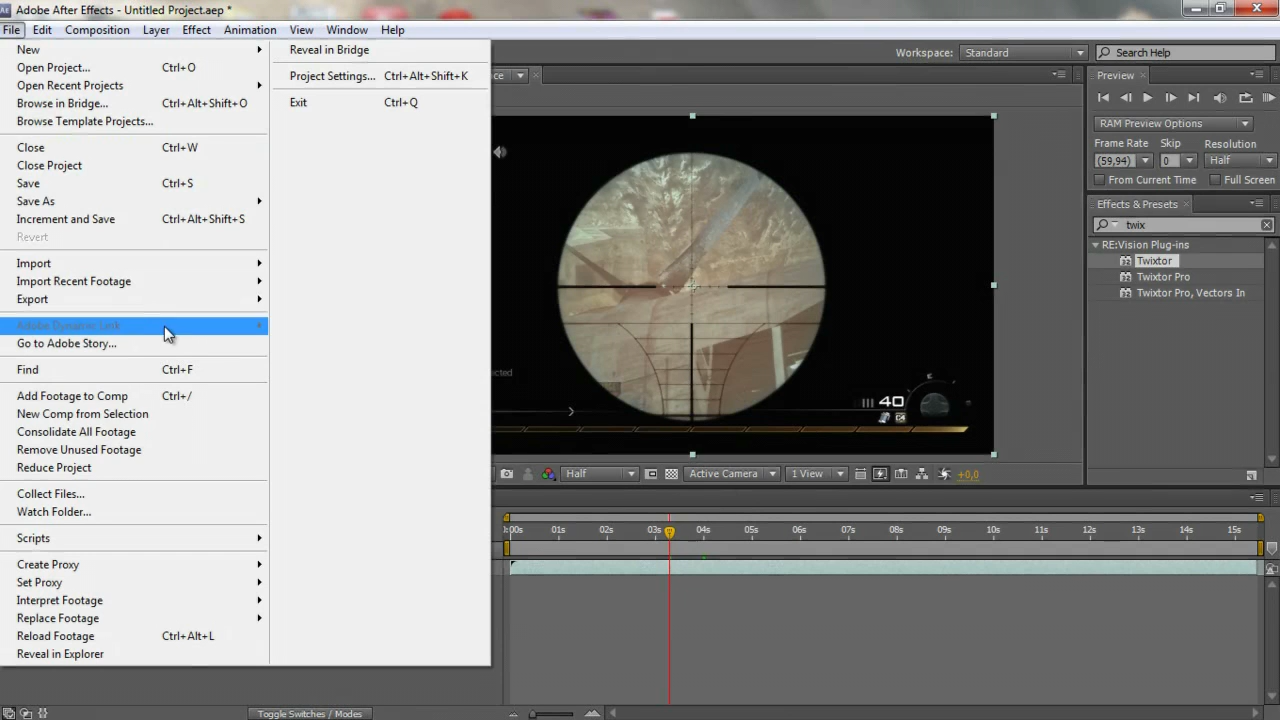 Adobe After Effects - Untitled Project.aep *
File Edit Composition Layer Effect Animation View Window Help
New
Open Project... Ctrl+O
Open Recent Projects
Browse in Bridge... Ctrl+Alt+Shift+O
Browse Template Projects...
Close Ctrl+W
Close Project
Save Ctrl+S
Save As
Increment and Save Ctrl+Alt+Shift+S
Revert
Import
Import Recent Footage
Export
Adobe Dynamic Link
Go to Adobe Story...
Find Ctrl+F
Add Footage to Comp Ctrl+/
New Comp from Selection
Consolidate All Footage
Remove Unused Footage
Reduce Project
Collect Files...
Watch Folder...
Scripts
Create Proxy
Set Proxy
Interpret Footage
Replace Footage
Reload Footage Ctrl+Alt+L
Reveal in Explorer
Reveal in Bridge
Project Settings... Ctrl+Alt+Shift+K
Exit Ctrl+Q
Workspace: Standard
Search Help
40
Half Active Camera 1 View +0,0
Preview
RAM Preview Options
Frame Rate Skip Resolution
(59,94) 0 Half
From Current Time Full Screen
Effects & Presets
twix
RE:Vision Plug-ins
Twixtor
Twixtor Pro
Twixtor Pro, Vectors In
:00s 01s 02s 03s 04s 05s 06s 07s 08s 09s 10s 11s 12s 13s 14s 15s
Toggle Switches / Modes